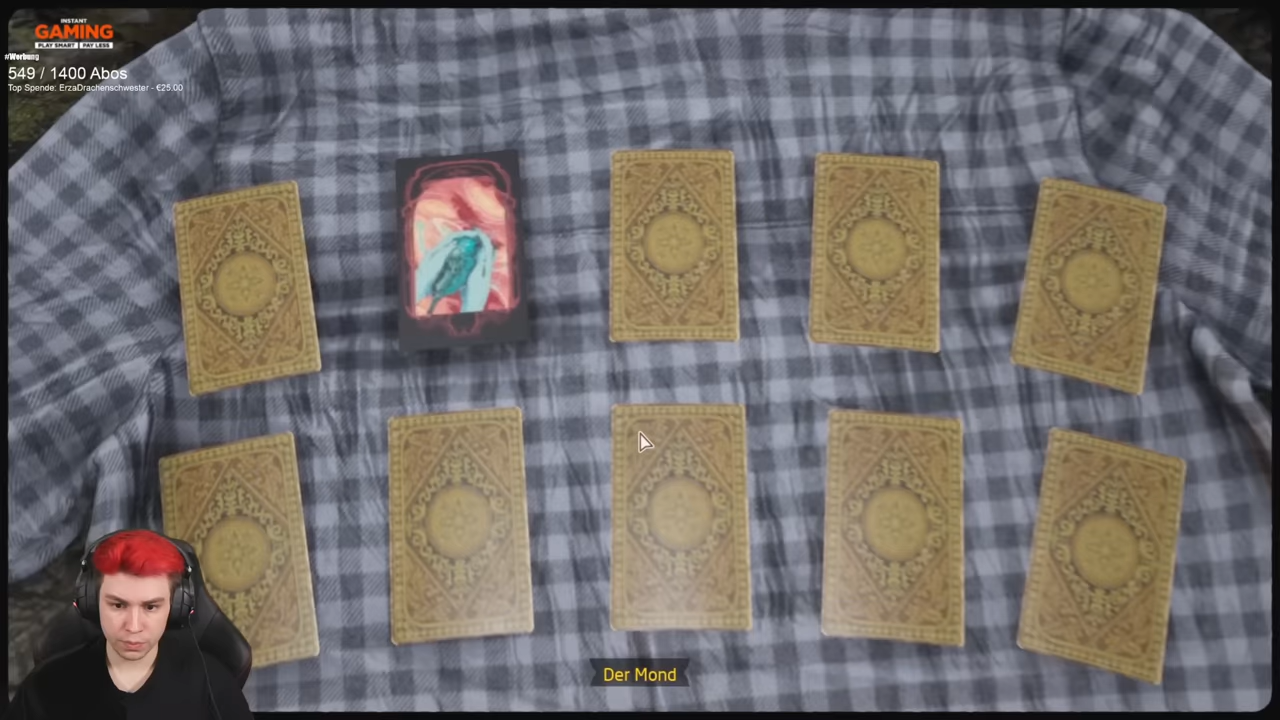 INSTANT
GAMING
PLAY SMART | PAY LESS
#Werbung
549 / 1400 Abos
Top Spende: ErzaDrachenschwester - €25.00
Der Mond